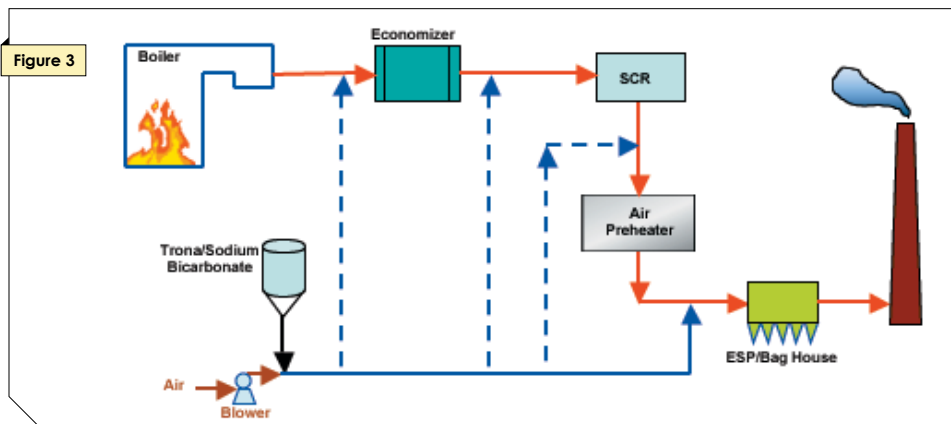 Figure 3
Boiler
Economizer
SCR
Air
Preheater
Trona/Sodium
Bicarbonate
ESP/Bag House
Air
Blower